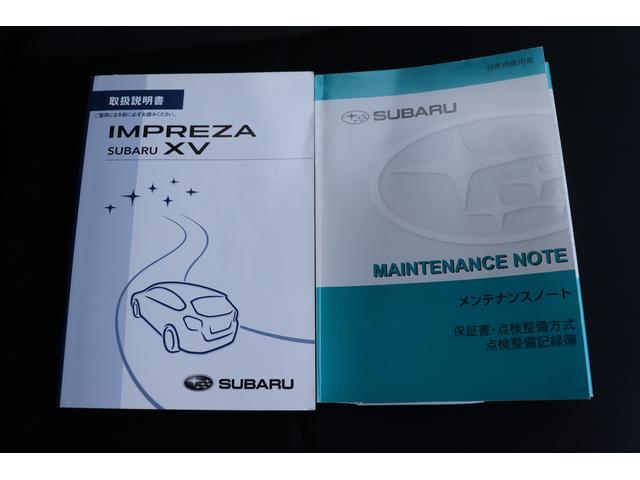 取扱説明書
ご使用になる前に必ずお読みください。
IMPREZA
SUBARU XV
SUBARU
自家用乗用車
SUBARU
MAINTENANCE NOTE
メンテナンスノート
保証書・点検整備方式
点検整備記録簿